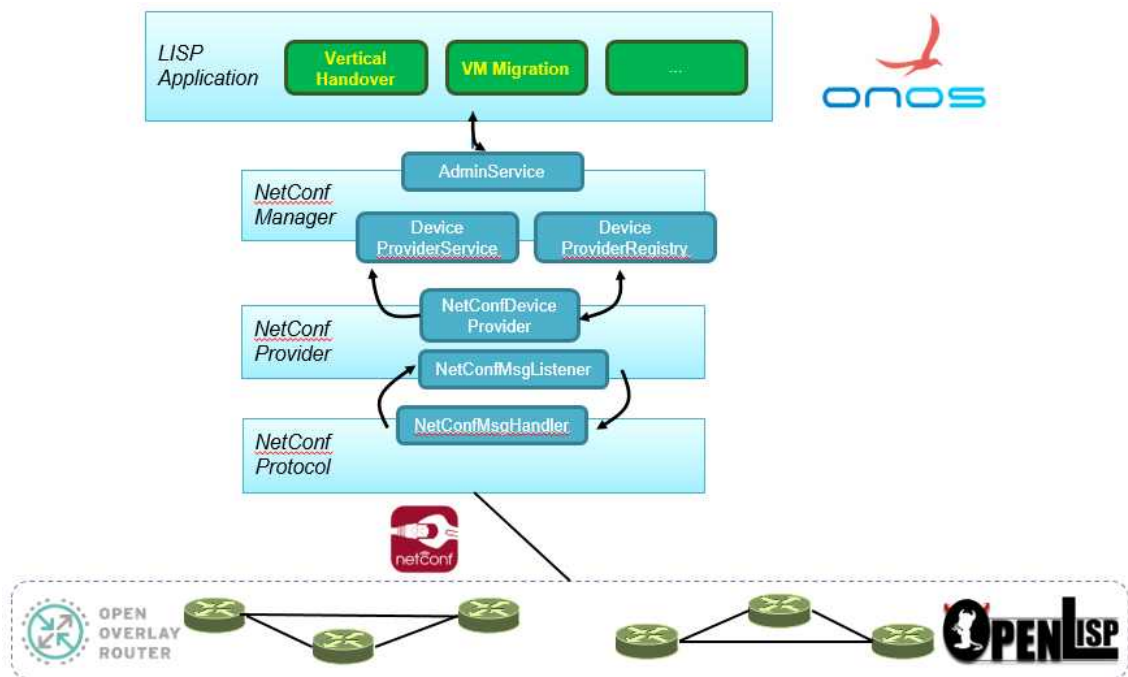 LISP
Application
Vertical
Handover
VM Migration
...
ONOS
AdminService
NetConf
Manager
Device
ProviderService
Device
ProviderRegistry
NetConfDevice
Provider
NetConf
Provider
NetConfMsgListener
NetConfMsgHandler
NetConf
Protocol
netconf
OPEN
OVERLAY
ROUTER
OPENLISP